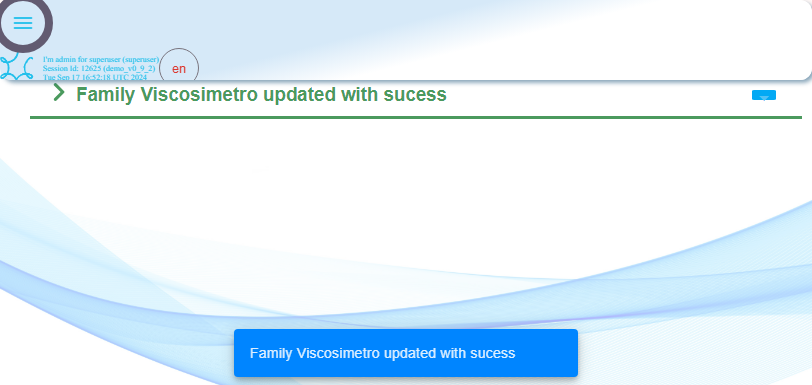 I'm admin for superuser (superuser)
Session Id: 12625 (demo_v0_9_2)
Tue Sep 17 16:52:18 UTC 2024
en
Family Viscosimetro updated with sucess
Family Viscosimetro updated with sucess